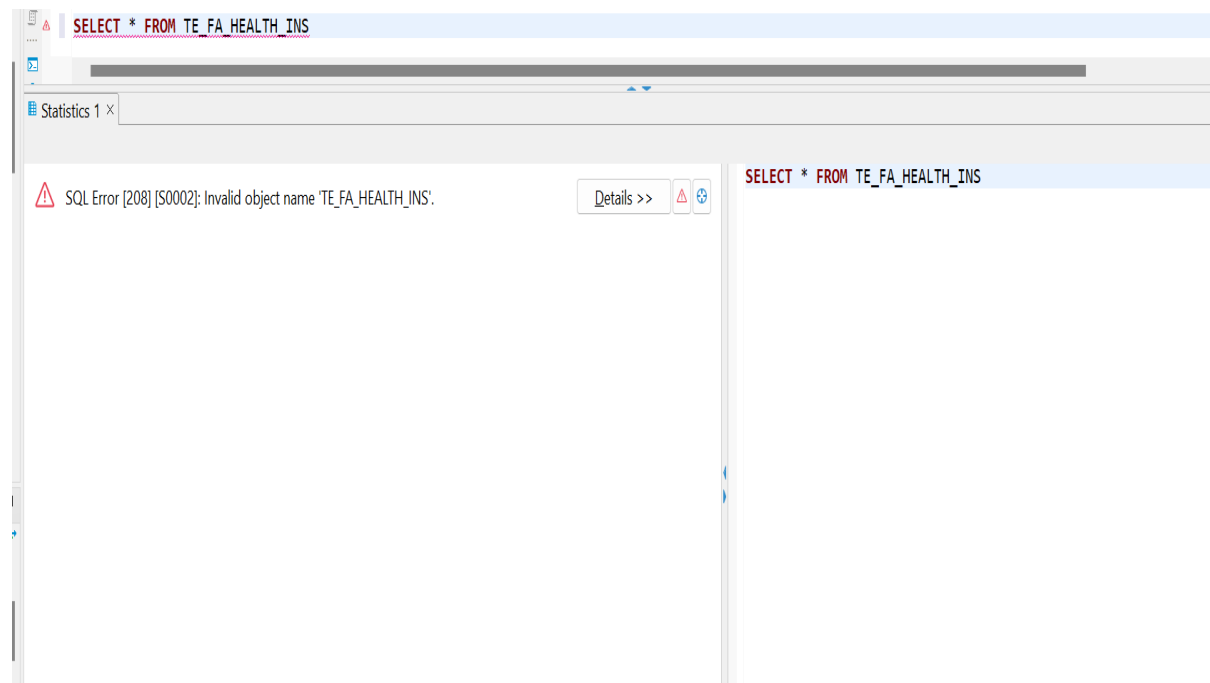 SELECT * FROM TE_FA_HEALTH_INS
Statistics 1 ×
SQL Error [208] [S0002]: Invalid object name 'TE_FA_HEALTH_INS'.
Details >>
SELECT * FROM TE_FA_HEALTH_INS